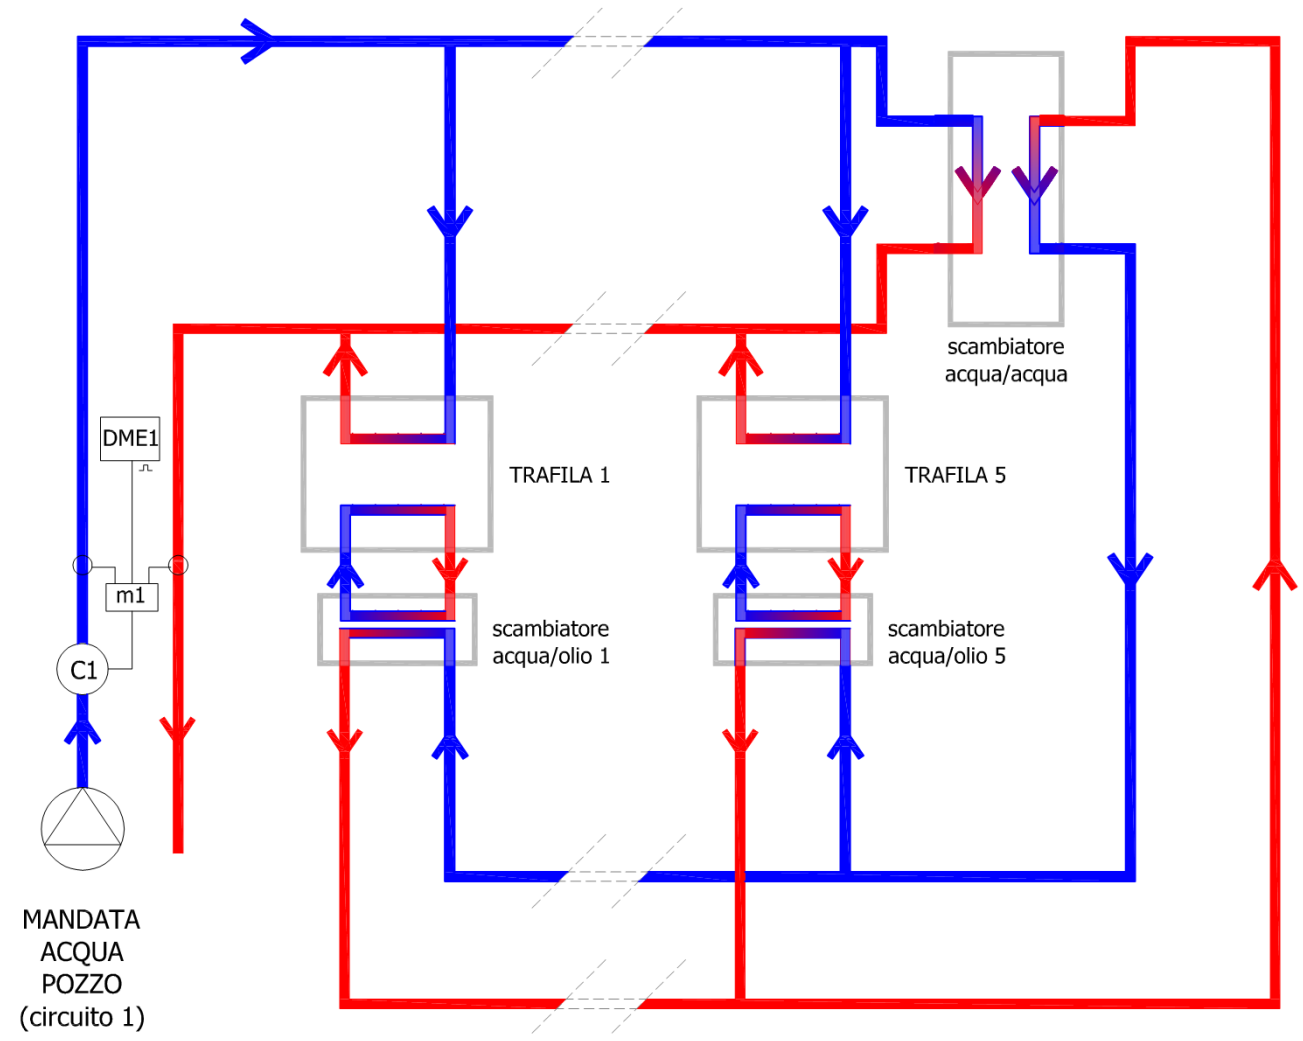 scambiatore
acqua/acqua
DME1
TRAFILA 1
TRAFILA 5
m1
scambiatore
acqua/olio 1
scambiatore
acqua/olio 5
C1
MANDATA
ACQUA
POZZO
(circuito 1)